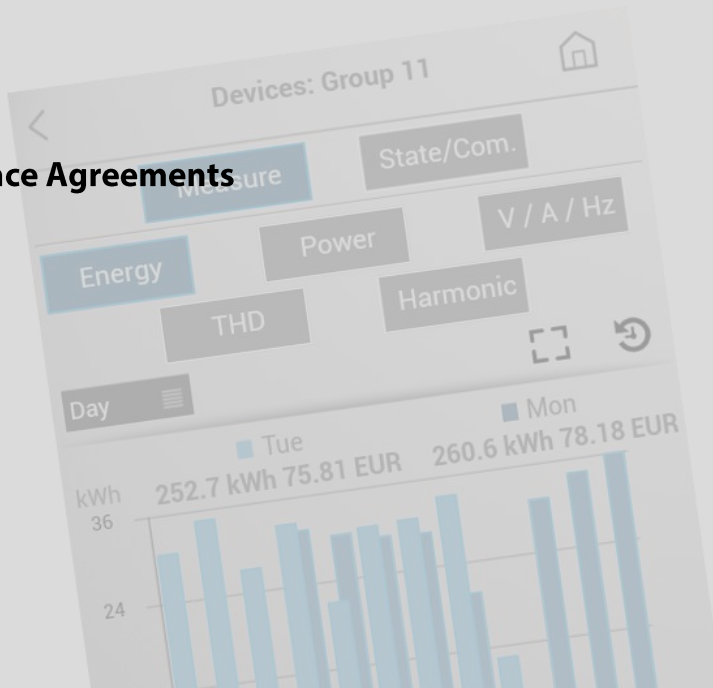 Devices: Group 11
State/Com.
Agreements
Measure
V / A / Hz
Power
Energy
Harmonic
THD
Day
Mon
Tue
260.6 kWh 78.18 EUR
252.7 kWh 75.81 EUR
kWh
36
24